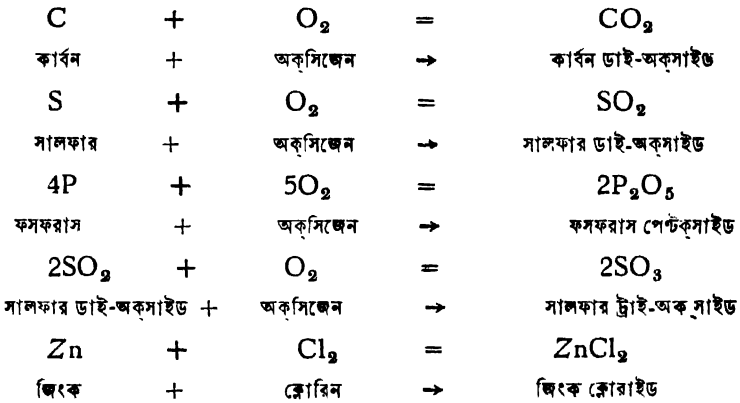 C + O₂ = CO₂
কার্বন + অক্সিজেন → কার্বন ডাই-অক্সাইড
S + O₂ = SO₂
সালফার + অক্সিজেন → সালফার ডাই-অক্সাইড
4P + 5O₂ = 2P₂O₅
ফসফরাস + অক্সিজেন → ফসফরাস পেণ্টক্সাইড
2SO₂ + O₂ = 2SO₃
সালফার ডাই-অক্সাইড + অক্সিজেন → সালফার ট্রাই-অক্সাইড
Zn + Cl₂ = ZnCl₂
জিংক + ক্লোরিন → জিংক ক্লোরাইড